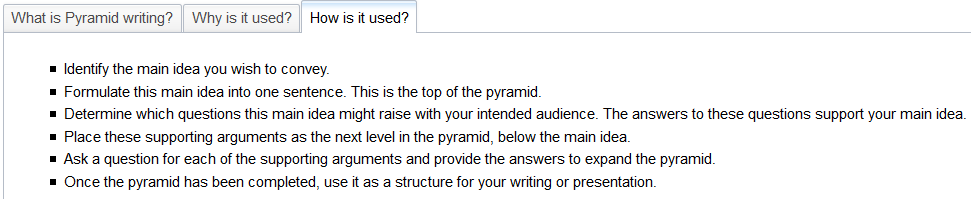 What is Pyramid writing? Why is it used? How is it used?
Identify the main idea you wish to convey.
Formulate this main idea into one sentence. This is the top of the pyramid.
Determine which questions this main idea might raise with your intended audience. The answers to these questions support your main idea.
Place these supporting arguments as the next level in the pyramid, below the main idea.
Ask a question for each of the supporting arguments and provide the answers to expand the pyramid.
Once the pyramid has been completed, use it as a structure for your writing or presentation.